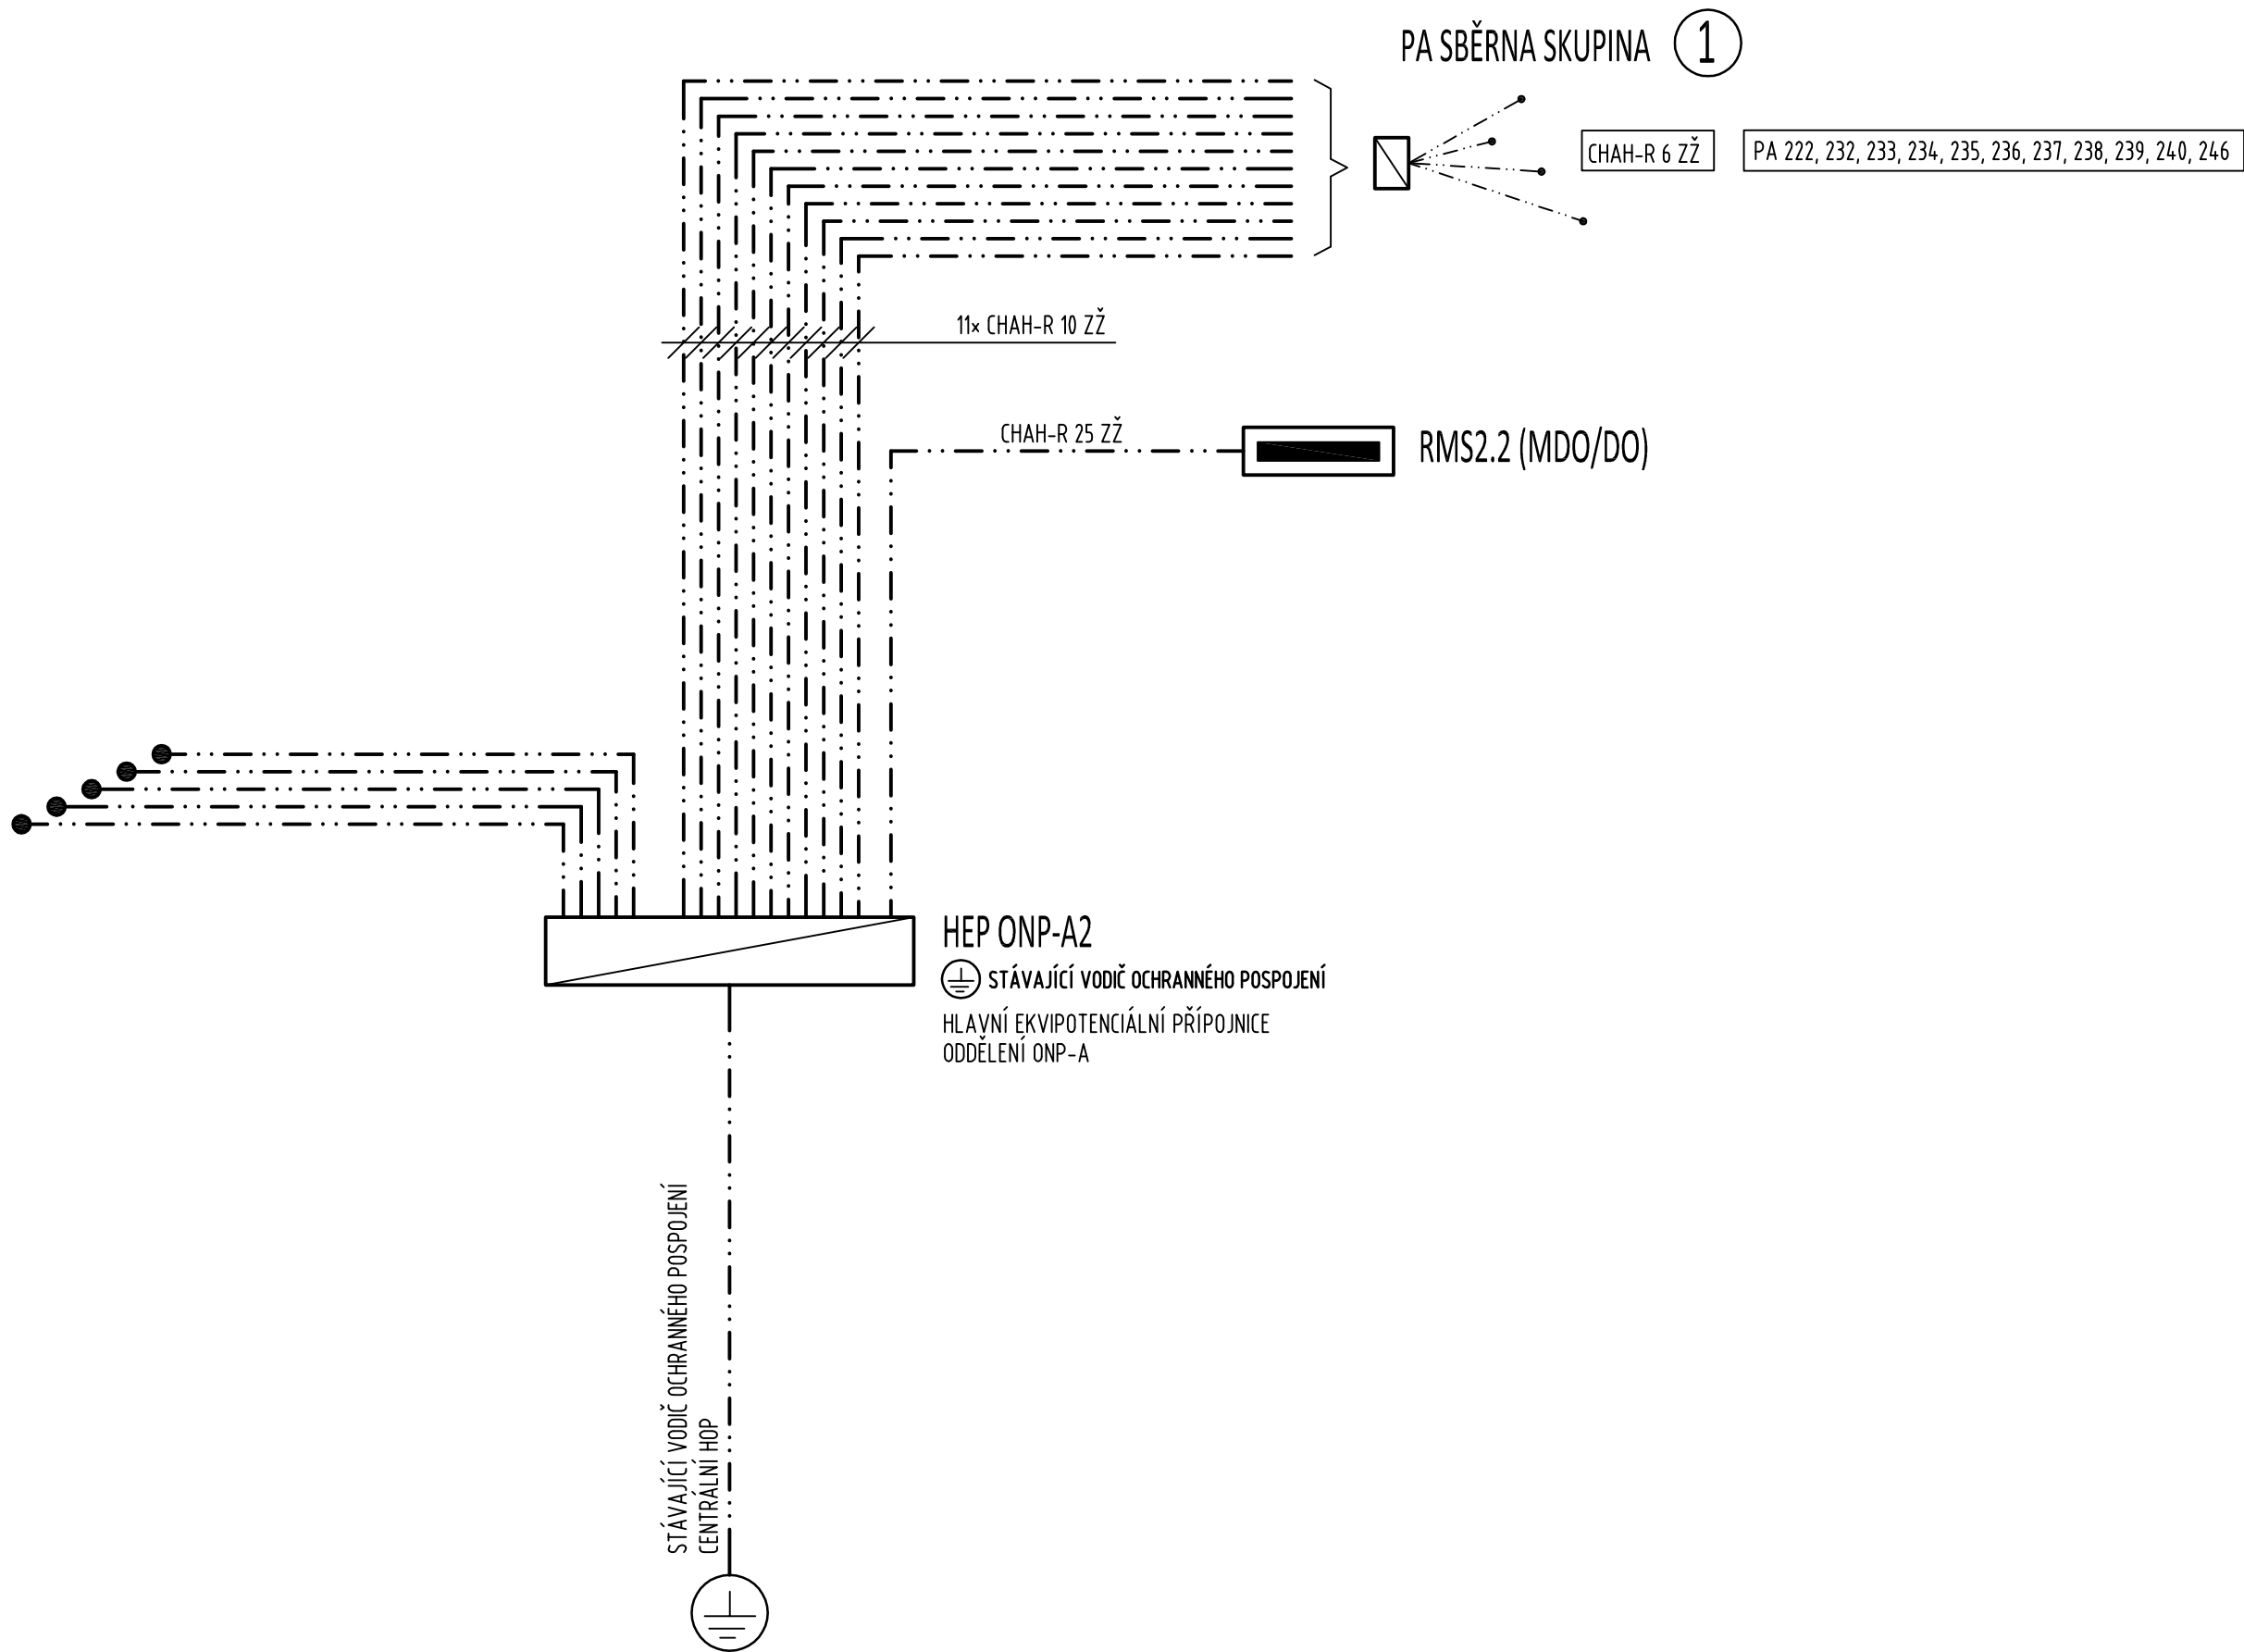 PA SBĚRNA SKUPINA 1
CHAH-R 6 ZŽ
PA 222, 232, 233, 234, 235, 236, 237, 238, 239, 240, 246
11x CHAH-R 10 ZŽ
CHAH-R 25 ZŽ
RMS2.2 (MDO/DO)
HEP ONP-A2
STÁVAJÍCÍ VODIČ OCHRANNÉHO POSPOJENÍ
HLAVNÍ EKVIPOTENCIÁLNÍ PŘÍPOJNICE
ODDĚLENÍ ONP-A
STÁVAJÍCÍ VODIČ OCHRANNÉHO POSPOJENÍ
CENTRÁLNÍ HOP